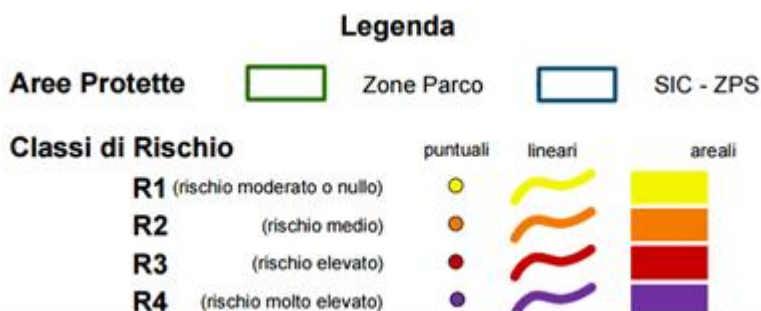 Legenda
Aree Protette Zone Parco SIC - ZPS
Classi di Rischio puntuali lineari areali
R1 (rischio moderato o nullo)
R2 (rischio medio)
R3 (rischio elevato)
R4 (rischio molto elevato)